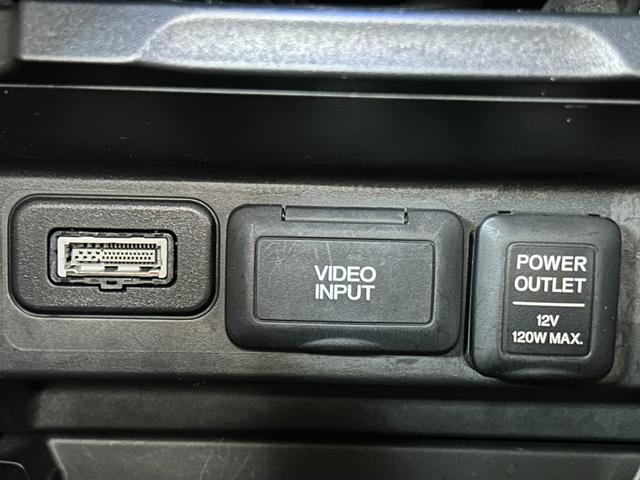 VIDEO
INPUT
POWER
OUTLET
12V
120W MAX.